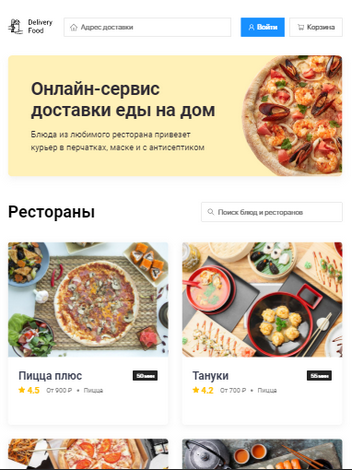 Delivery
Food
Адрес доставки
Войти
Корзина
Онлайн-сервис
доставки еды на дом
Блюда из любимого ресторана привезет
курьер в перчатках, маске и с антисептиком
Рестораны
Поиск блюд и ресторанов
Пицца плюс
50 мин
4.5 От 900 ₽ • Пицца
Тануки
55 мин
4.2 От 700 ₽ • Пицца